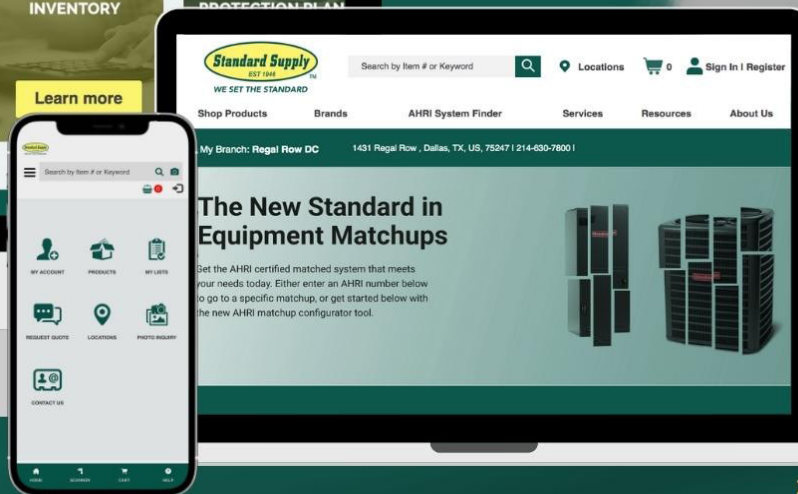 INVENTORY
PROTECTION PLAN
Learn more
Standard Supply
EST 1946
TM
WE SET THE STANDARD
Search by Item # or Keyword
Locations
0
Sign In | Register
Shop Products
Brands
AHRI System Finder
Services
Resources
About Us
My Branch: Regal Row DC
1431 Regal Row , Dallas, TX, US, 75247 | 214-630-7800 |
The New Standard in
Equipment Matchups
Get the AHRI certified matched system that meets
your needs today. Either enter an AHRI number below
to go to a specific matchup, or get started below with
the new AHRI matchup configurator tool.
Standard Supply
Search by Item # or Keyword
MY ACCOUNT
PRODUCTS
MY LISTS
REQUEST QUOTE
LOCATIONS
PHOTO INQUIRY
CONTACT US
HOME
SCANNER
CART
HELP